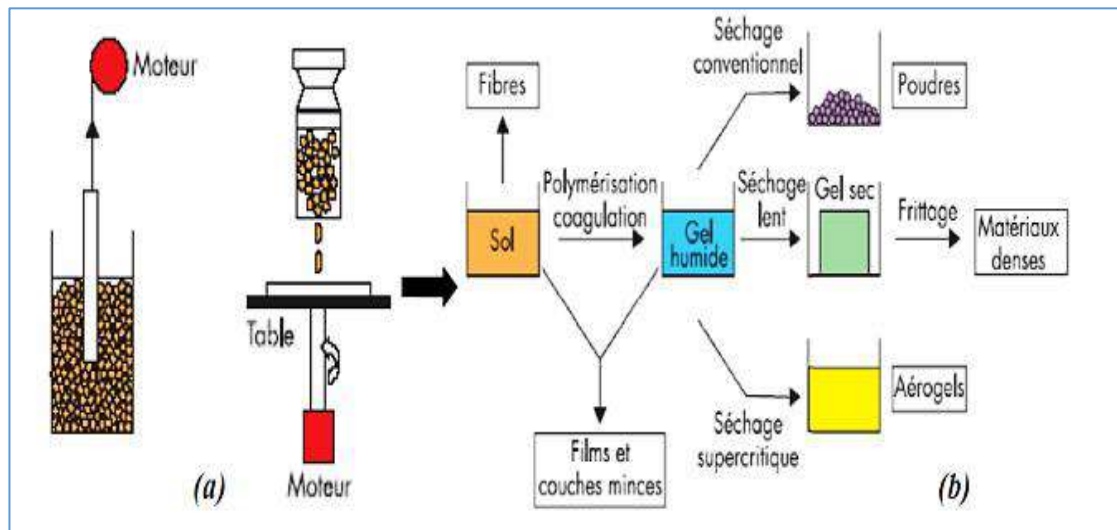 Moteur
(a)
Table
Moteur
Fibres
Sol
Polymérisation
coagulation
Gel
humide
Films et
couches minces
Séchage
conventionnel
Poudres
Séchage
lent
Gel sec
Frittage
Matériaux
denses
Séchage
supercritique
Aérogels
(b)